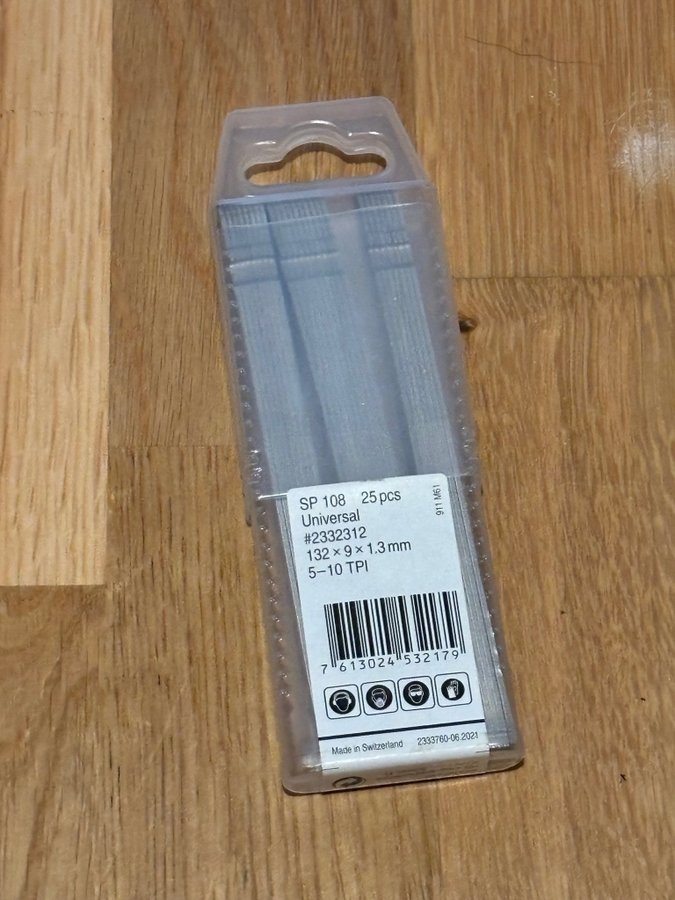 SP 108 25 pcs
Universal
#2332312
132 × 9 × 1.3 mm
5–10 TPI
911 M61
7 613024 532179
Made in Switzerland 2333760-06.2021